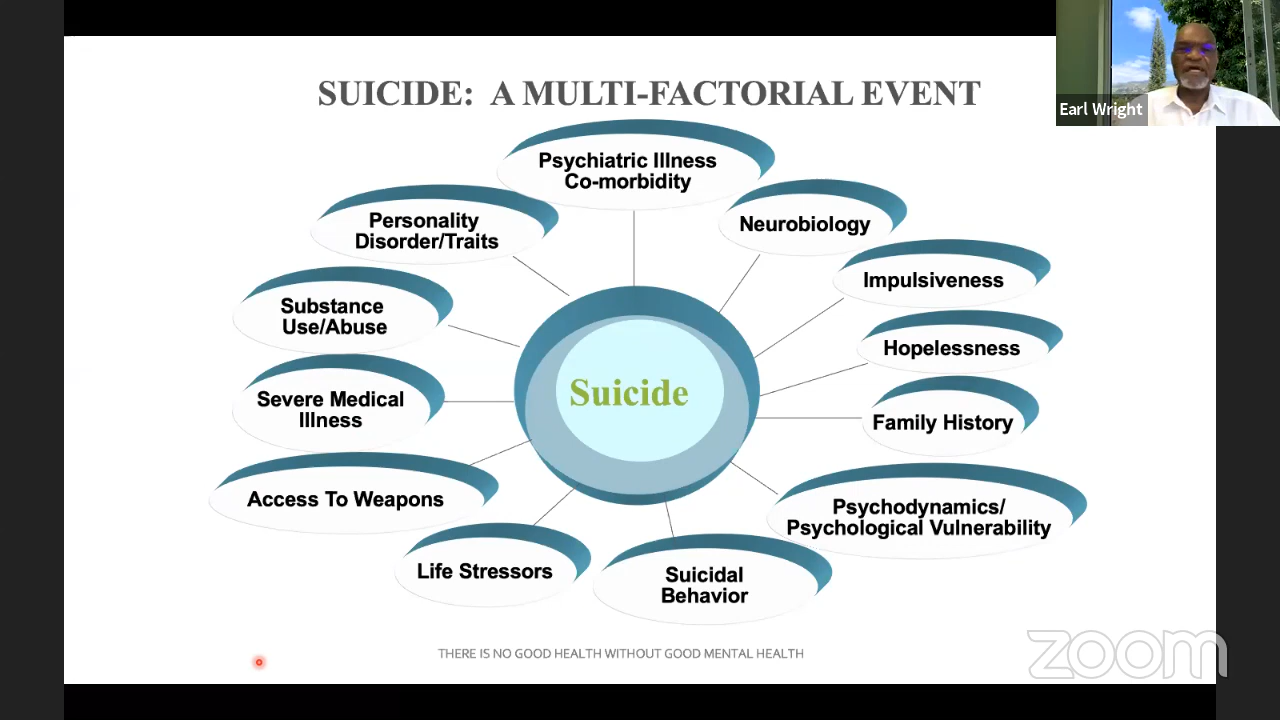 SUICIDE: A MULTI-FACTORIAL EVENT
Earl Wright
Psychiatric Illness
Co-morbidity
Neurobiology
Impulsiveness
Hopelessness
Family History
Psychodynamics/
Psychological Vulnerability
Suicidal
Behavior
Life Stressors
Access To Weapons
Severe Medical
Illness
Substance
Use/Abuse
Personality
Disorder/Traits
Suicide
THERE IS NO GOOD HEALTH WITHOUT GOOD MENTAL HEALTH
zoom